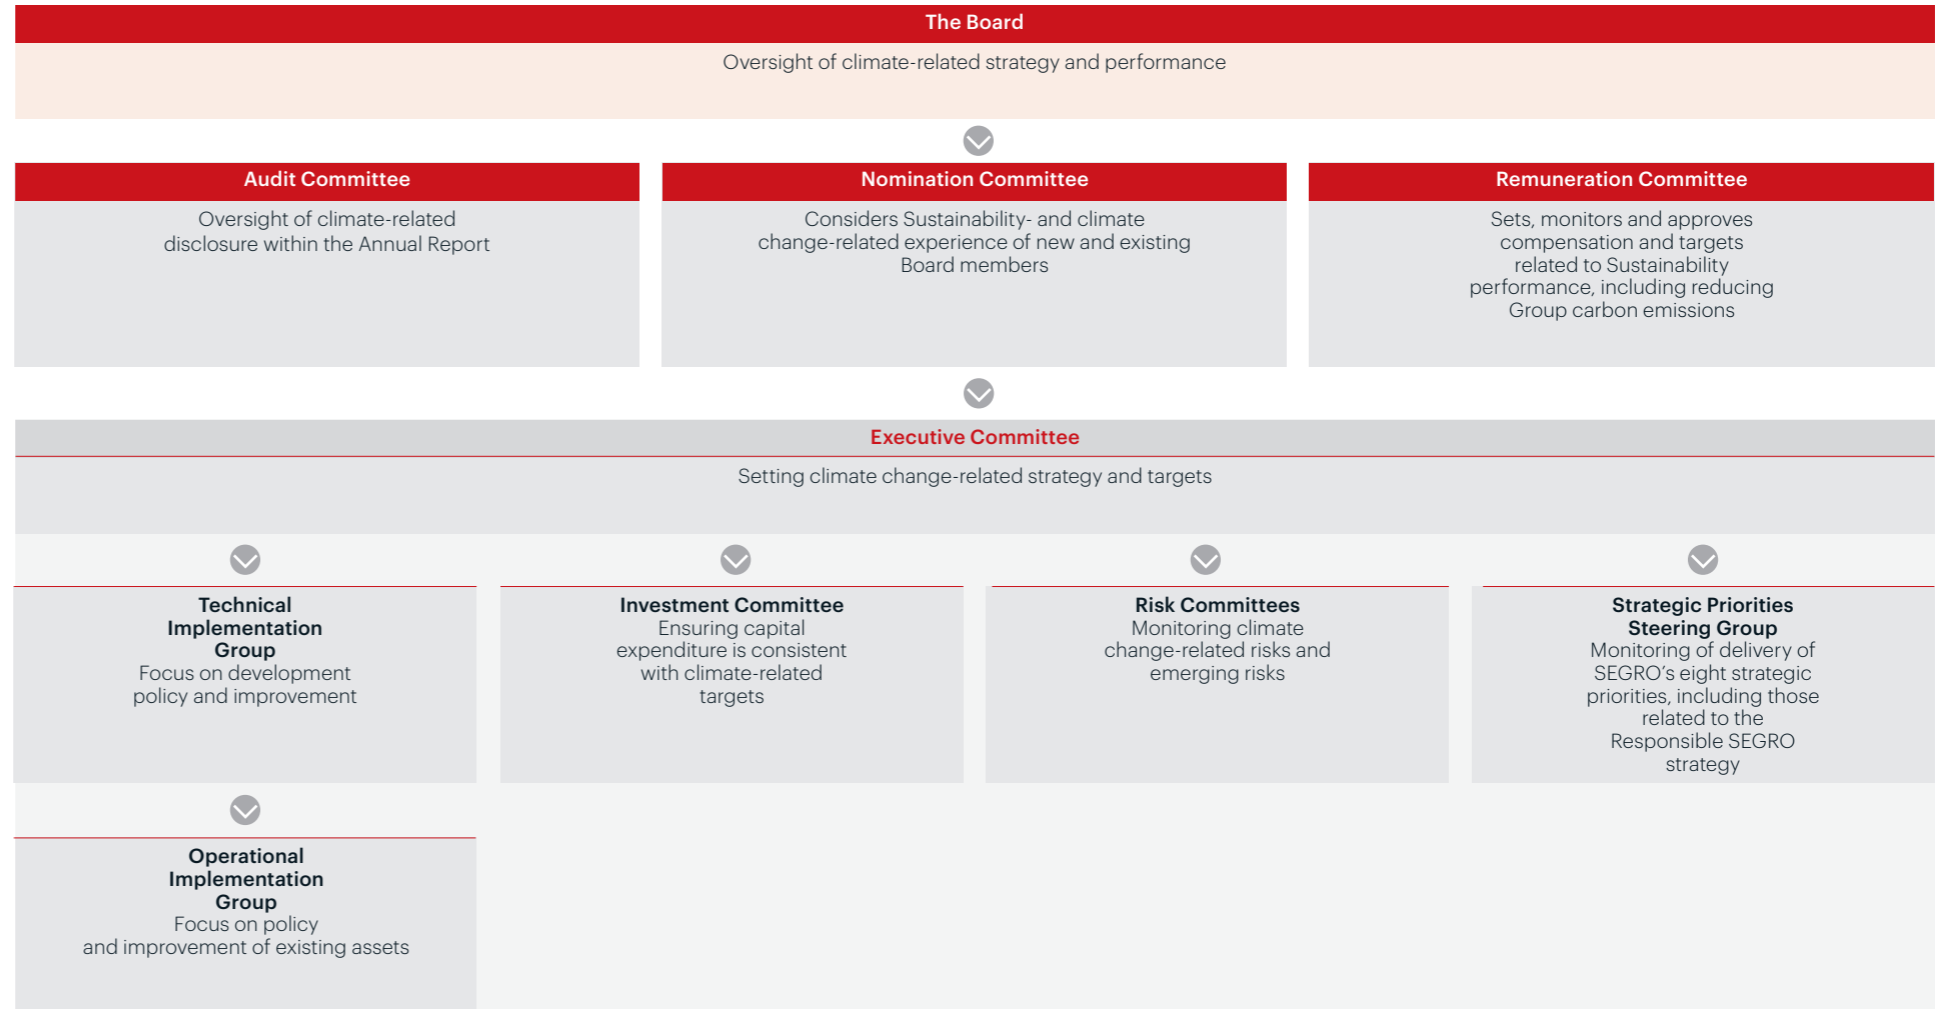 The Board
Oversight of climate-related strategy and performance
Audit Committee
Oversight of climate-related
disclosure within the Annual Report
Nomination Committee
Considers Sustainability- and climate
change-related experience of new and existing
Board members
Remuneration Committee
Sets, monitors and approves
compensation and targets
related to Sustainability
performance, including reducing
Group carbon emissions
Executive Committee
Setting climate change-related strategy and targets
Technical
Implementation
Group
Focus on development
policy and improvement
Investment Committee
Ensuring capital
expenditure is consistent
with climate-related
targets
Risk Committees
Monitoring climate
change-related risks and
emerging risks
Strategic Priorities
Steering Group
Monitoring of delivery of
SEGRO’s eight strategic
priorities, including those
related to the
Responsible SEGRO
strategy
Operational
Implementation
Group
Focus on policy
and improvement of existing assets